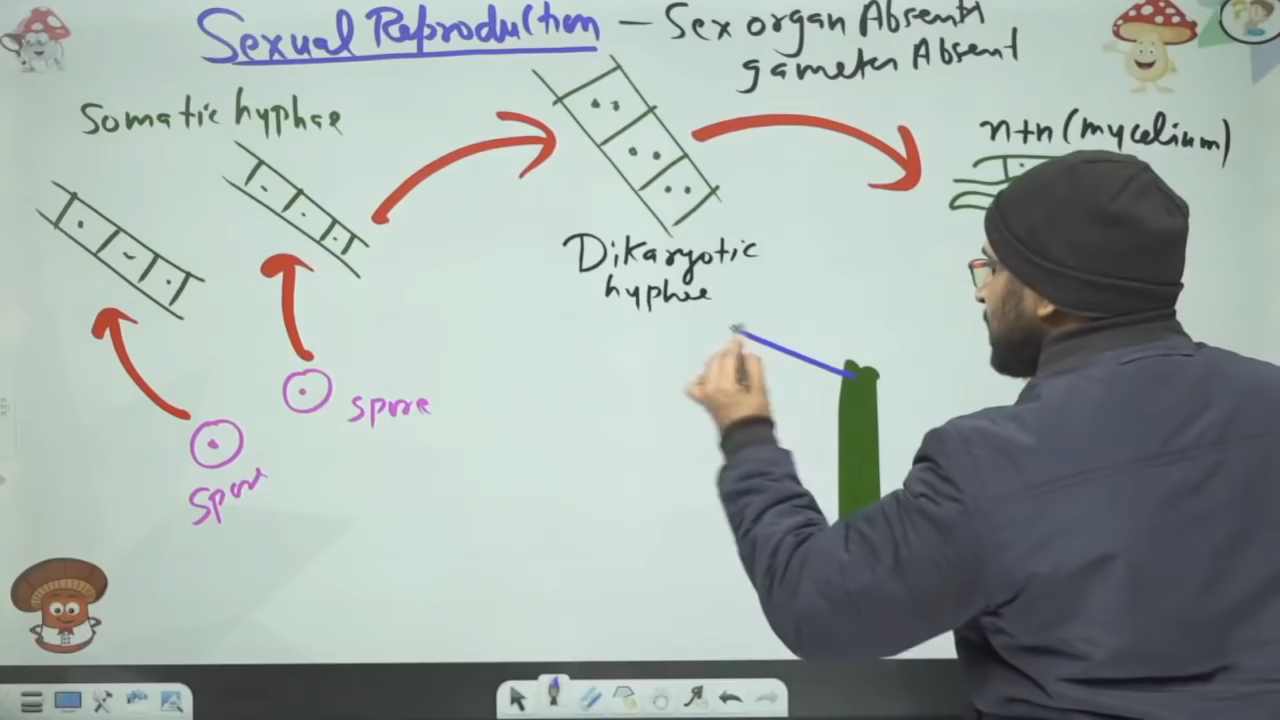 Sexual Reproduction — Sex organ Absent
gametes Absent
Somatic hyphae
n+n (mycelium)
Dikaryotic
hyphae
spore
spore